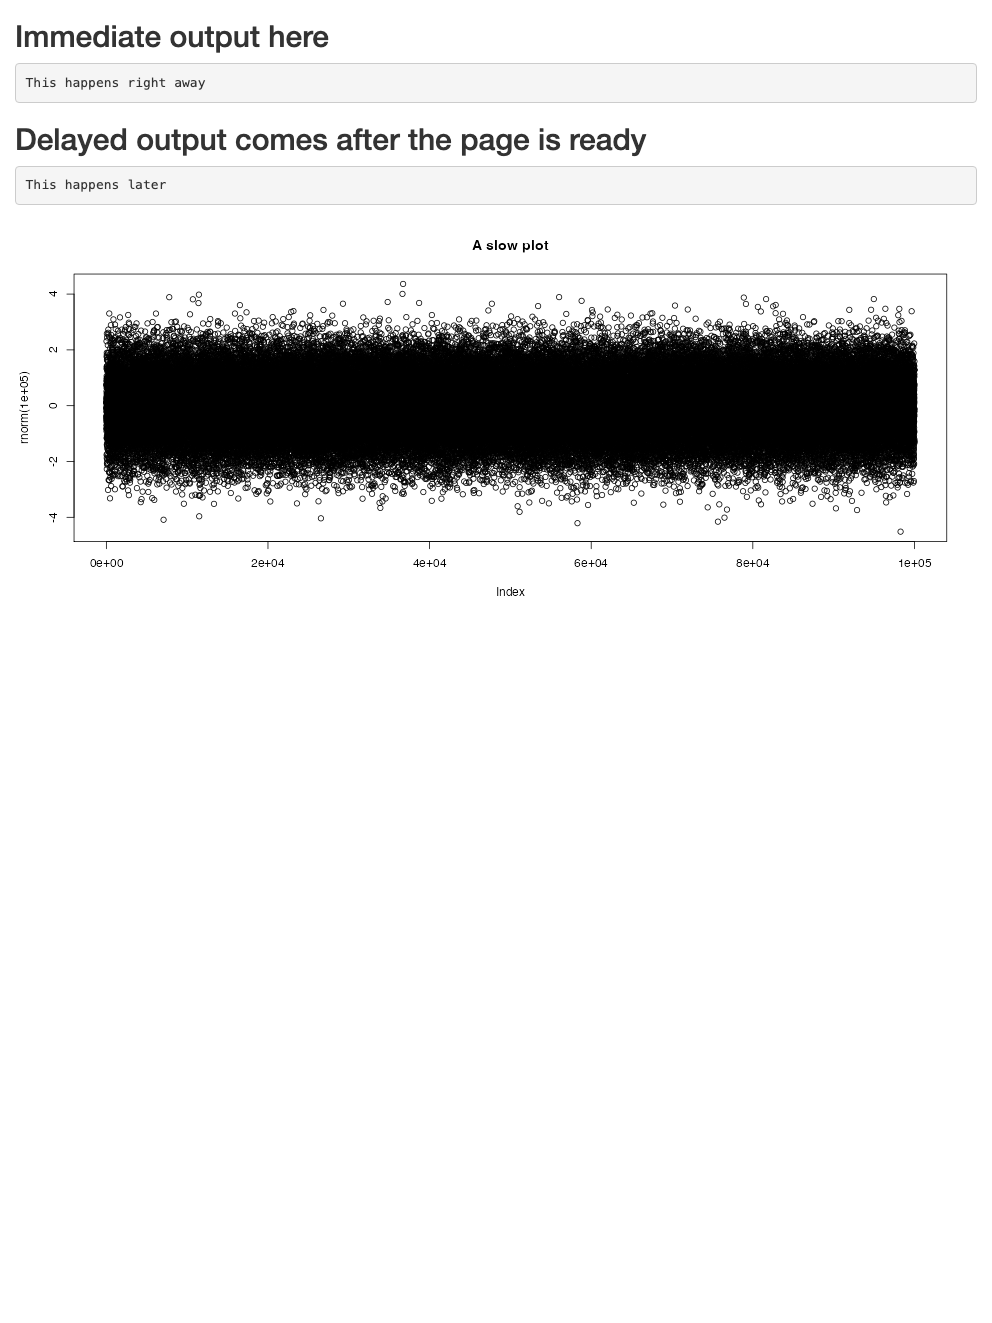 Immediate output here
This happens right away
Delayed output comes after the page is ready
This happens later
A slow plot
4
2
0
-2
-4
rnorm(1e+05)
0e+00 2e+04 4e+04 6e+04 8e+04 1e+05
Index